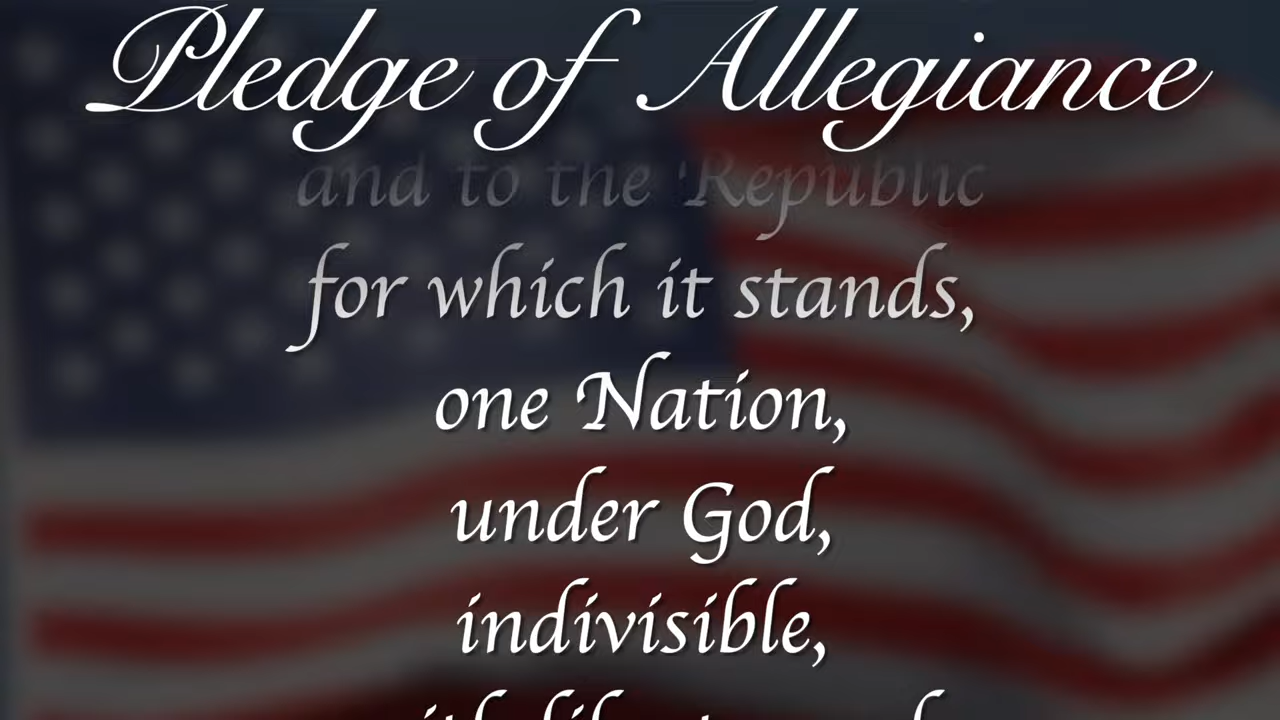 Pledge of Allegiance
and to the Republic
for which it stands,
one Nation,
under God,
indivisible,